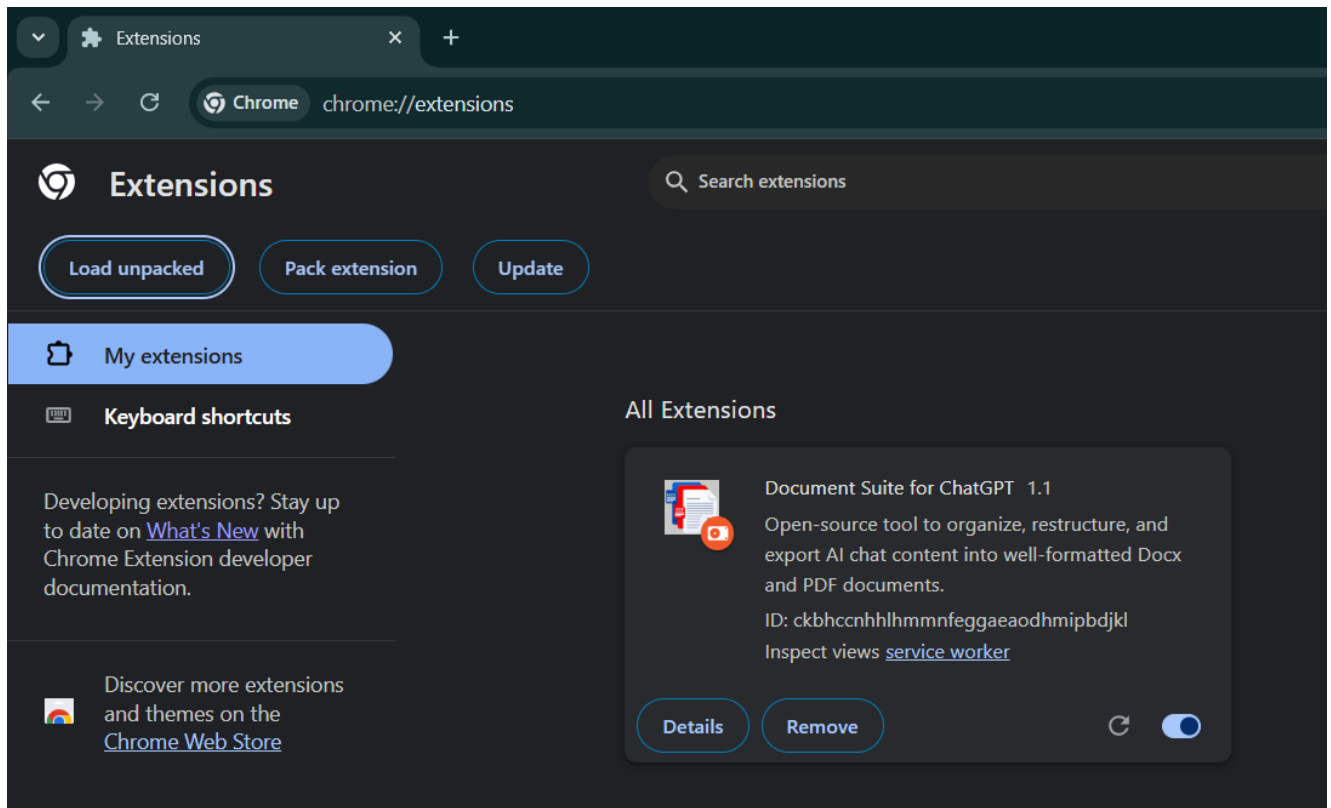 Extensions
Chrome chrome://extensions
Extensions
Search extensions
Load unpacked Pack extension Update
My extensions
Keyboard shortcuts
Developing extensions? Stay up
to date on What's New with
Chrome Extension developer
documentation.
Discover more extensions
and themes on the
Chrome Web Store
All Extensions
Document Suite for ChatGPT 1.1
Open-source tool to organize, restructure, and
export AI chat content into well-formatted Docx
and PDF documents.
ID: ckbhccnhhlhmmnfeggaeaodhmipbdjkl
Inspect views service worker
Details Remove